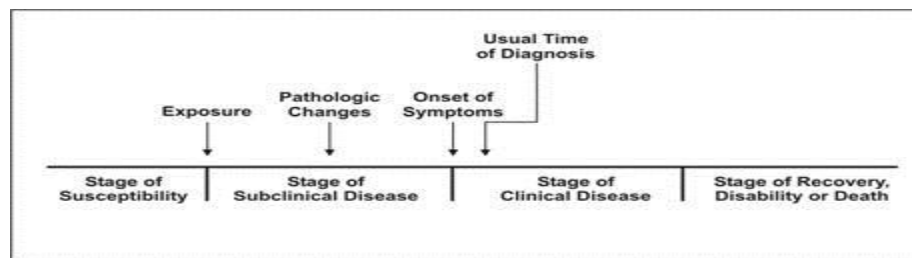 Usual Time
of Diagnosis
Exposure
Pathologic
Changes
Onset of
Symptoms
Stage of
Susceptibility
Stage of
Subclinical Disease
Stage of
Clinical Disease
Stage of Recovery,
Disability or Death